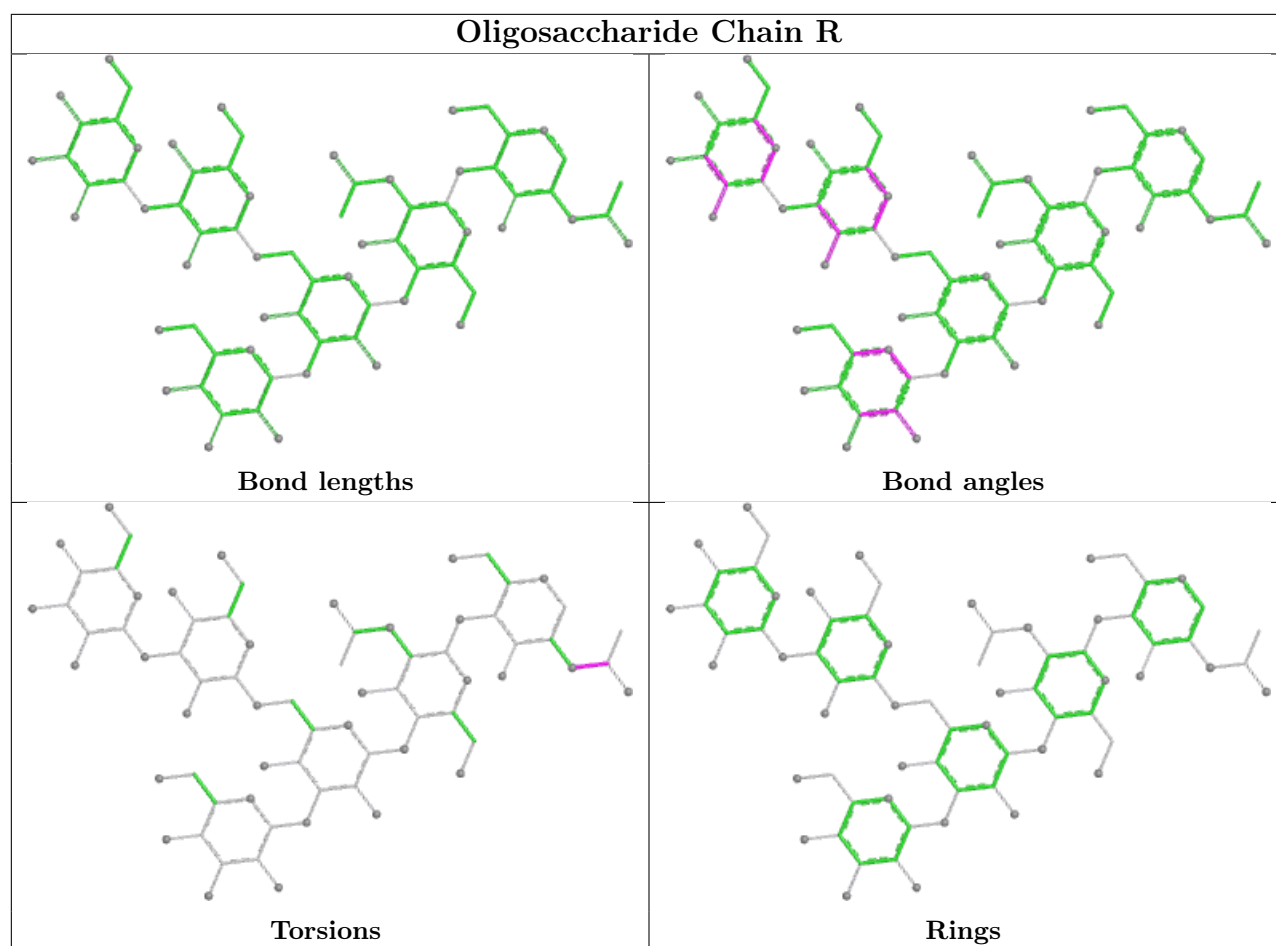 Oligosaccharide Chain R
Bond lengths
Bond angles
Torsions
Rings